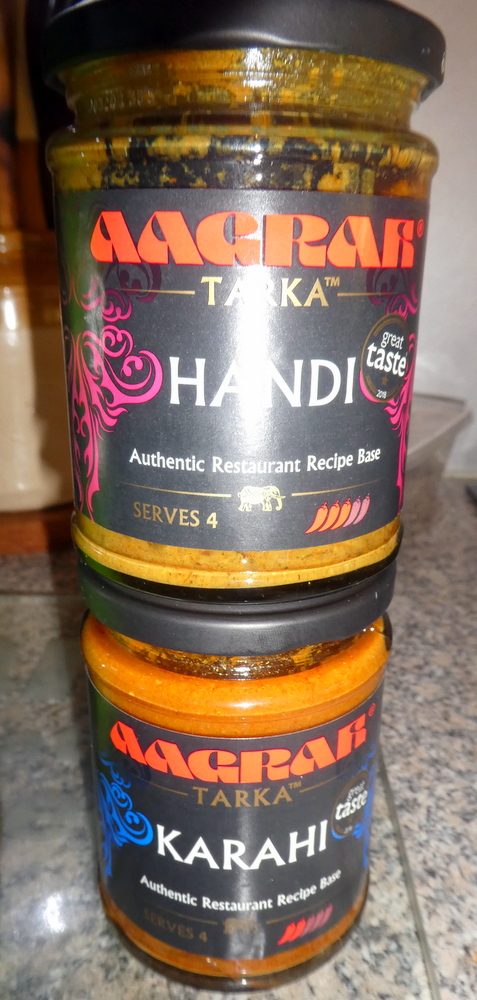 AAGRAH®
TARKA™
HANDI
great
taste
2018
Authentic Restaurant Recipe Base
SERVES 4
AAGRAH®
TARKA™
great
taste
KARAHI
Authentic Restaurant Recipe Base
SERVES 4